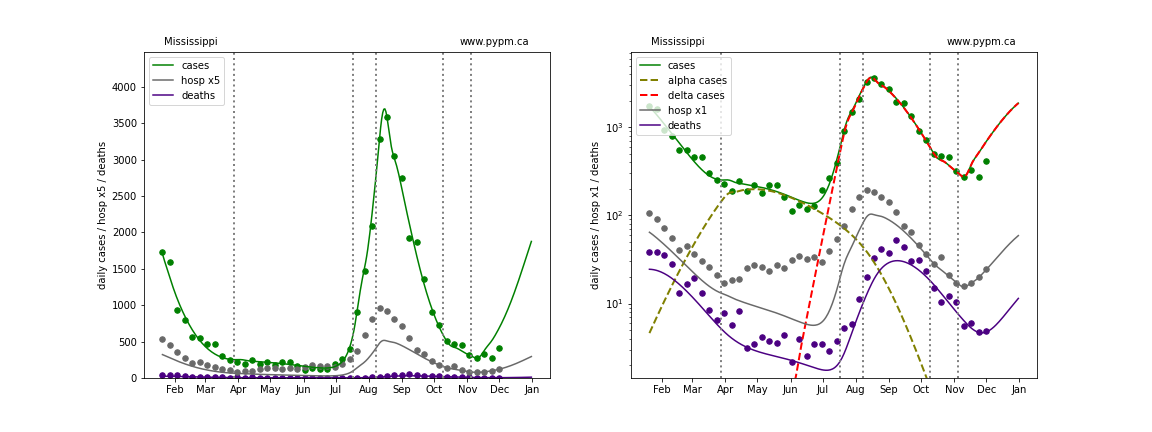 Mississippi
www.pypm.ca
cases
hosp x5
deaths
daily cases / hosp x5 / deaths
4000
3500
3000
2500
2000
1500
1000
500
0
Feb Mar Apr May Jun Jul Aug Sep Oct Nov Dec Jan
Mississippi
www.pypm.ca
cases
alpha cases
delta cases
hosp x1
deaths
daily cases / hosp x1 / deaths
10³
10²
10¹
Feb Mar Apr May Jun Jul Aug Sep Oct Nov Dec Jan